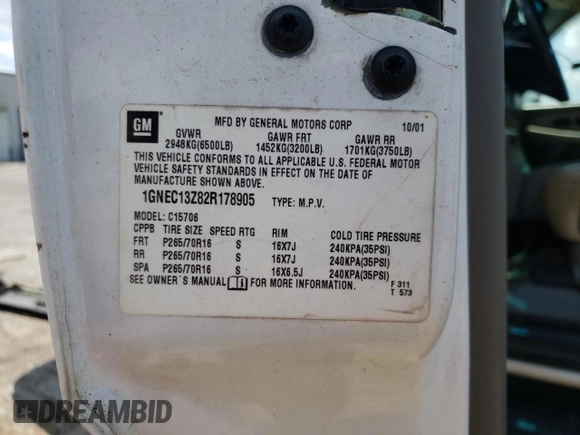 GM
MFD BY GENERAL MOTORS CORP 10/01
GVWR GAWR FRT GAWR RR
2948KG(6500LB) 1452KG(3200LB) 1701KG(3750LB)
THIS VEHICLE CONFORMS TO ALL APPLICABLE U.S. FEDERAL MOTOR
VEHICLE SAFETY STANDARDS IN EFFECT ON THE DATE OF
MANUFACTURE SHOWN ABOVE
1GNEC13Z82R178905 TYPE: M.P.V.
MODEL: C15706
CPPB TIRE SIZE SPEED RTG RIM COLD TIRE PRESSURE
FRT P265/70R16 S 16X7J 240KPA(35PSI)
RR P265/70R16 S 16X7J 240KPA(35PSI)
SPA P265/70R16 S 16X6.5J 240KPA(35PSI)
SEE OWNER'S MANUAL FOR MORE INFORMATION
F 311
T 573
DREAMBID